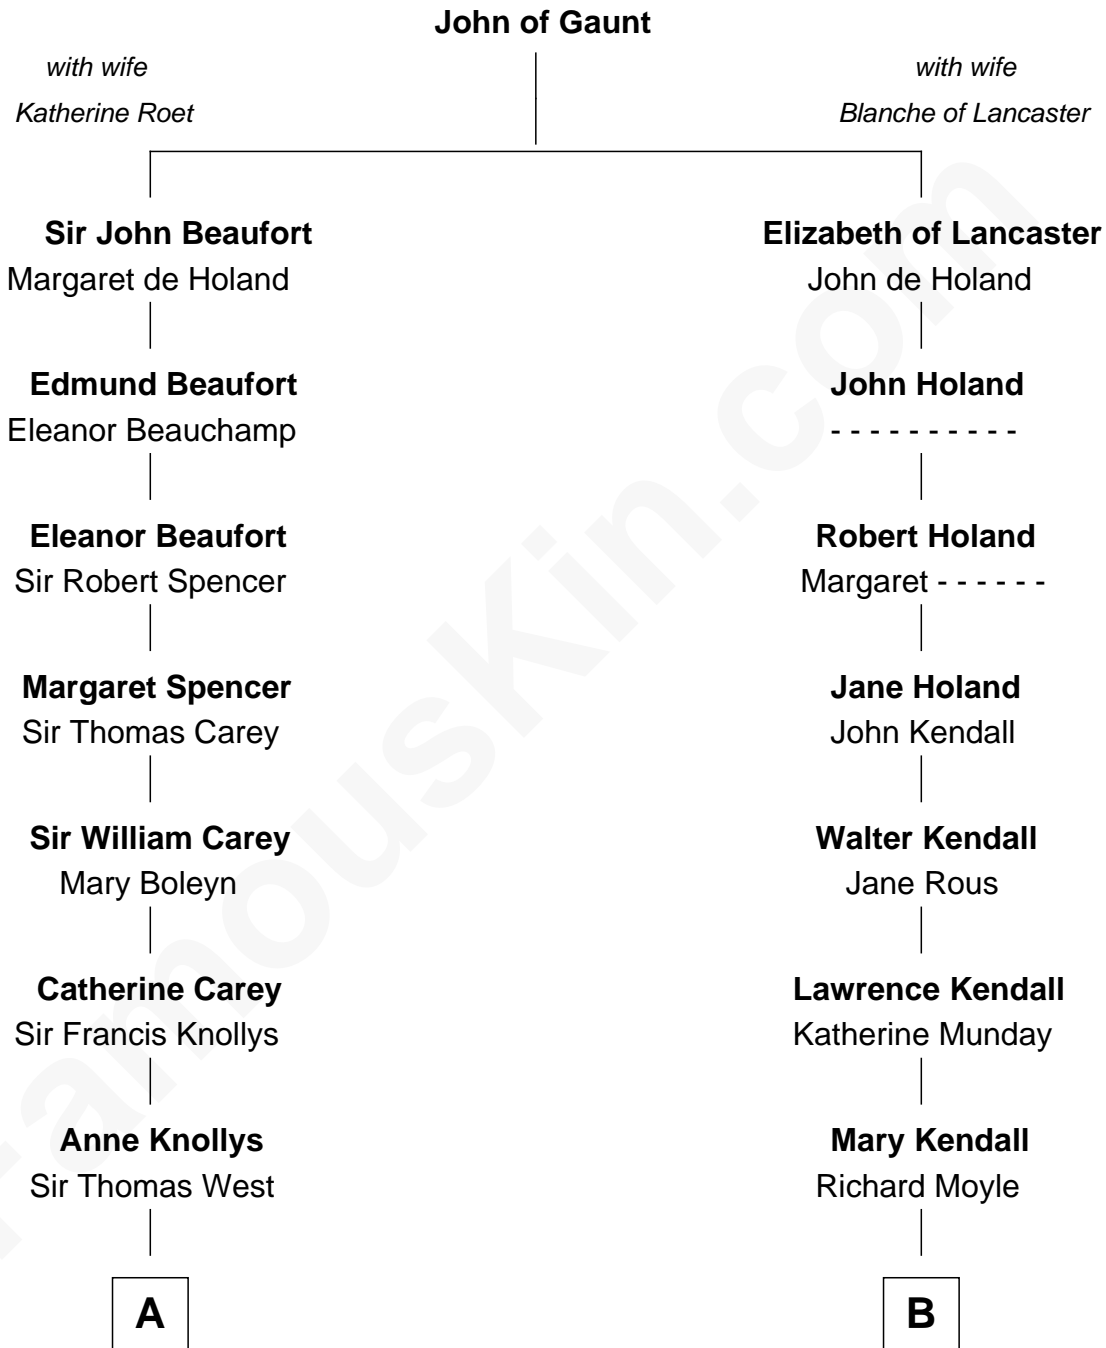 John of Gaunt
with wife
Katherine Roet
with wife
Blanche of Lancaster
Sir John Beaufort
Margaret de Holand
Elizabeth of Lancaster
John de Holand
Edmund Beaufort
Eleanor Beauchamp
John Holand
- - - - - - - - - -
Eleanor Beaufort
Sir Robert Spencer
Robert Holand
Margaret - - - - - -
Margaret Spencer
Sir Thomas Carey
Jane Holand
John Kendall
Sir William Carey
Mary Boleyn
Walter Kendall
Jane Rous
Catherine Carey
Sir Francis Knollys
Lawrence Kendall
Katherine Munday
Anne Knollys
Sir Thomas West
Mary Kendall
Richard Moyle
A
B
FamousKin.com